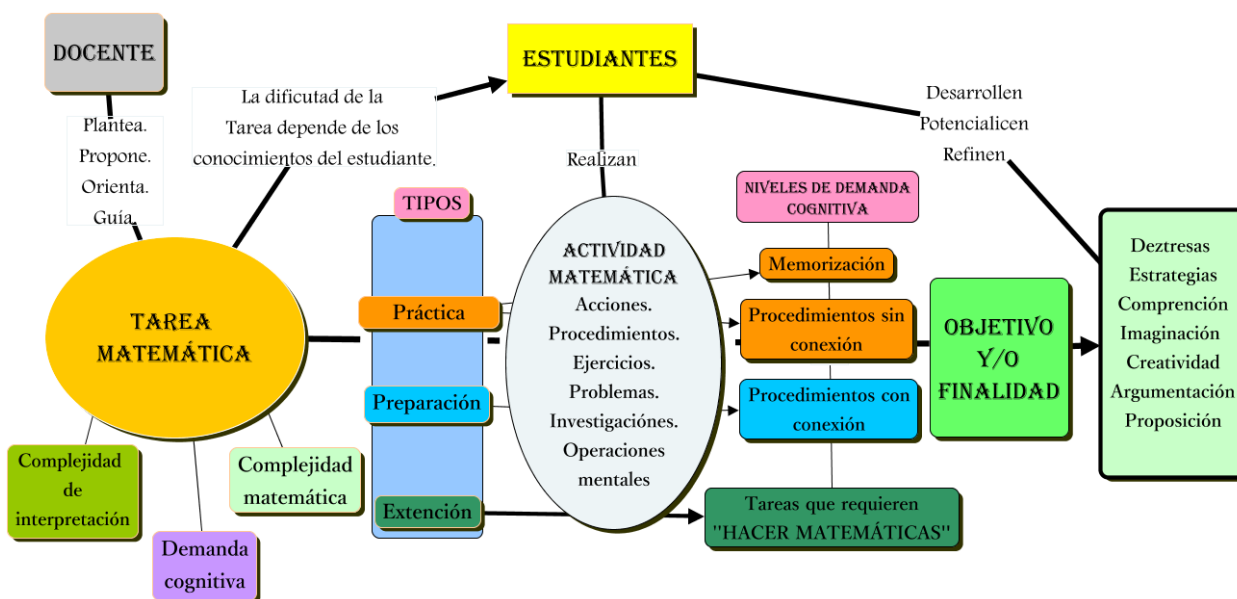 DOCENTE
Plantea.
Propone.
Orienta.
Guía.
La dificutad de la
Tarea depende de los
conocimientos del estudiante.
ESTUDIANTES
Realizan
Desarrollen
Potencialicen
Refinen
TAREA
MATEMÁTICA
Complejidad
de
interpretación
Demanda
cognitiva
Complejidad
matemática
TIPOS
Práctica
Preparación
Extención
ACTIVIDAD
MATEMÁTICA
Acciones.
Procedimientos.
Ejercicios.
Problemas.
Investigaciónes.
Operaciones
mentales
NIVELES DE DEMANDA
COGNITIVA
Memorización
Procedimientos sin
conexión
Procedimientos con
conexión
Tareas que requieren
"HACER MATEMÁTICAS"
OBJETIVO
Y/O
FINALIDAD
Deztresas
Estrategias
Comprención
Imaginación
Creatividad
Argumentación
Proposición